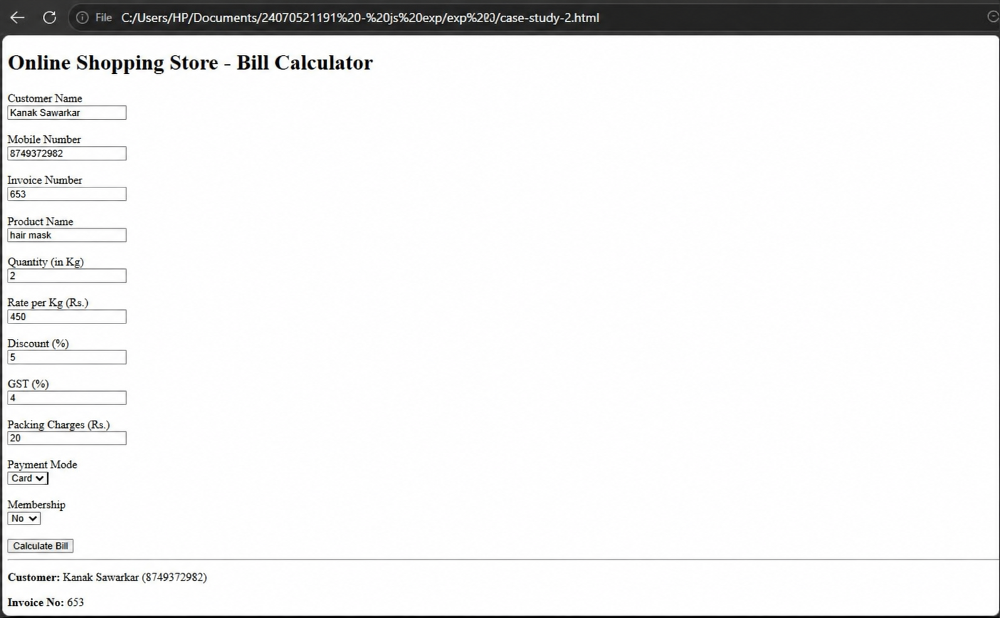 File C:/Users/HP/Documents/24070521191%20-%20js%20exp/case-study-2.html
Online Shopping Store - Bill Calculator
Customer Name
Kanak Sawarkar
Mobile Number
8749372982
Invoice Number
653
Product Name
hair mask
Quantity (in Kg)
2
Rate per Kg (Rs.)
450
Discount (%)
5
GST (%)
4
Packing Charges (Rs.)
20
Payment Mode
Card
Membership
No
Calculate Bill
Customer: Kanak Sawarkar (8749372982)
Invoice No: 653